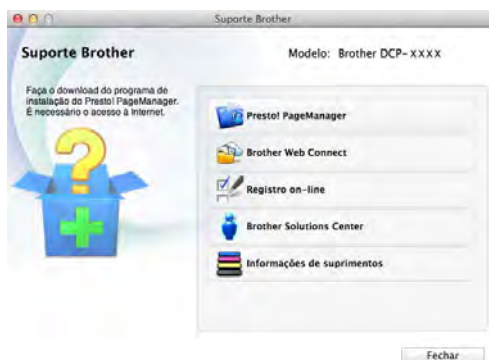 Suporte Brother
Suporte Brother
Modelo: Brother DCP-XXXX
Faça o download do programa de
instalação do Presto! PageManager.
É necessário o acesso à Internet.
Presto! PageManager
Brother Web Connect
Registro on-line
Brother Solutions Center
Informações de suprimentos
Fechar